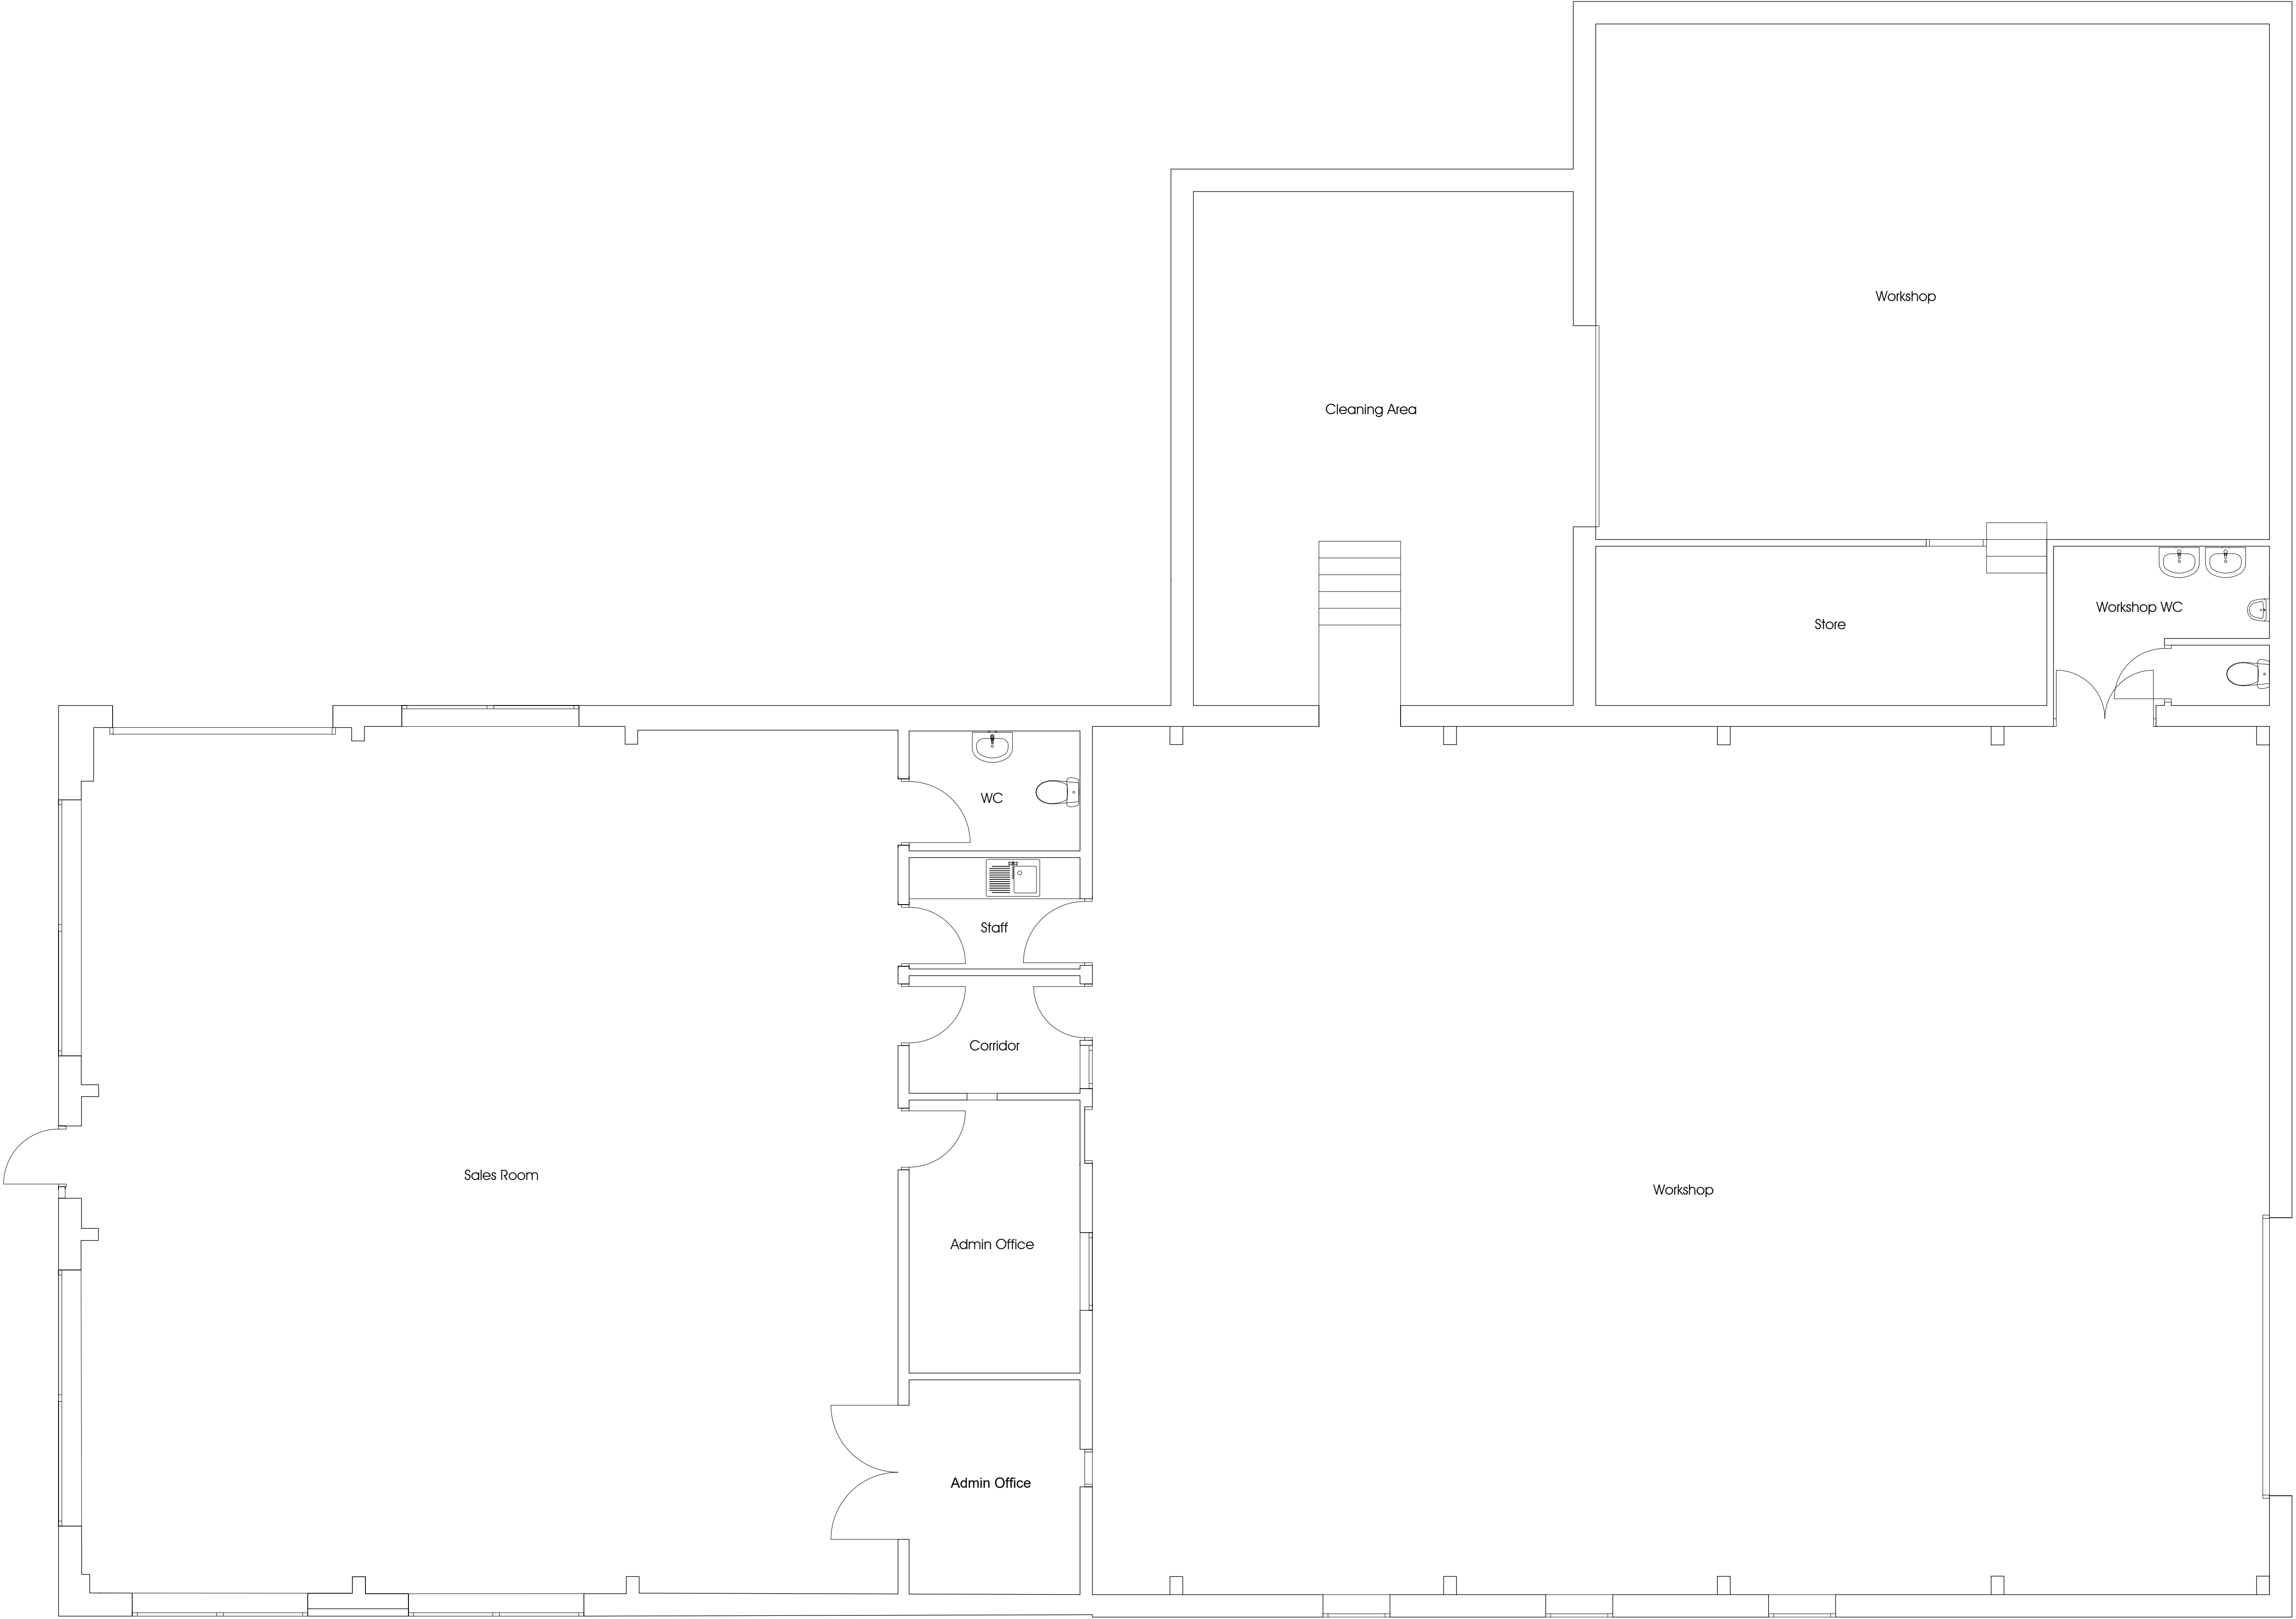 Workshop
Cleaning Area
Workshop WC
Store
WC
Staff
Corridor
Sales Room
Workshop
Admin Office
Admin Office